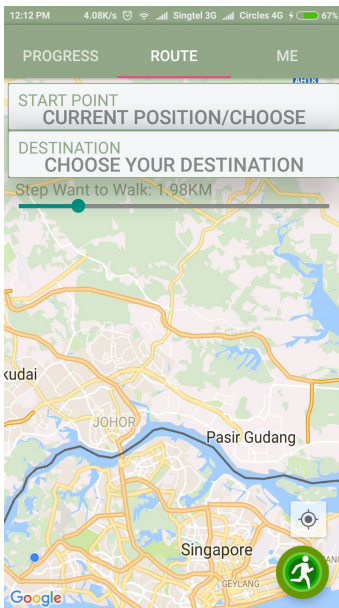 12:12 PM 4.08K/s Singtel 3G Circles 4G 67%
PROGRESS ROUTE ME
AH18
START POINT
CURRENT POSITION/CHOOSE
DESTINATION
CHOOSE YOUR DESTINATION
Step Want to Walk: 1.98KM
kudai
JOHOR
Pasir Gudang
Singapore
GEYLANG
Google